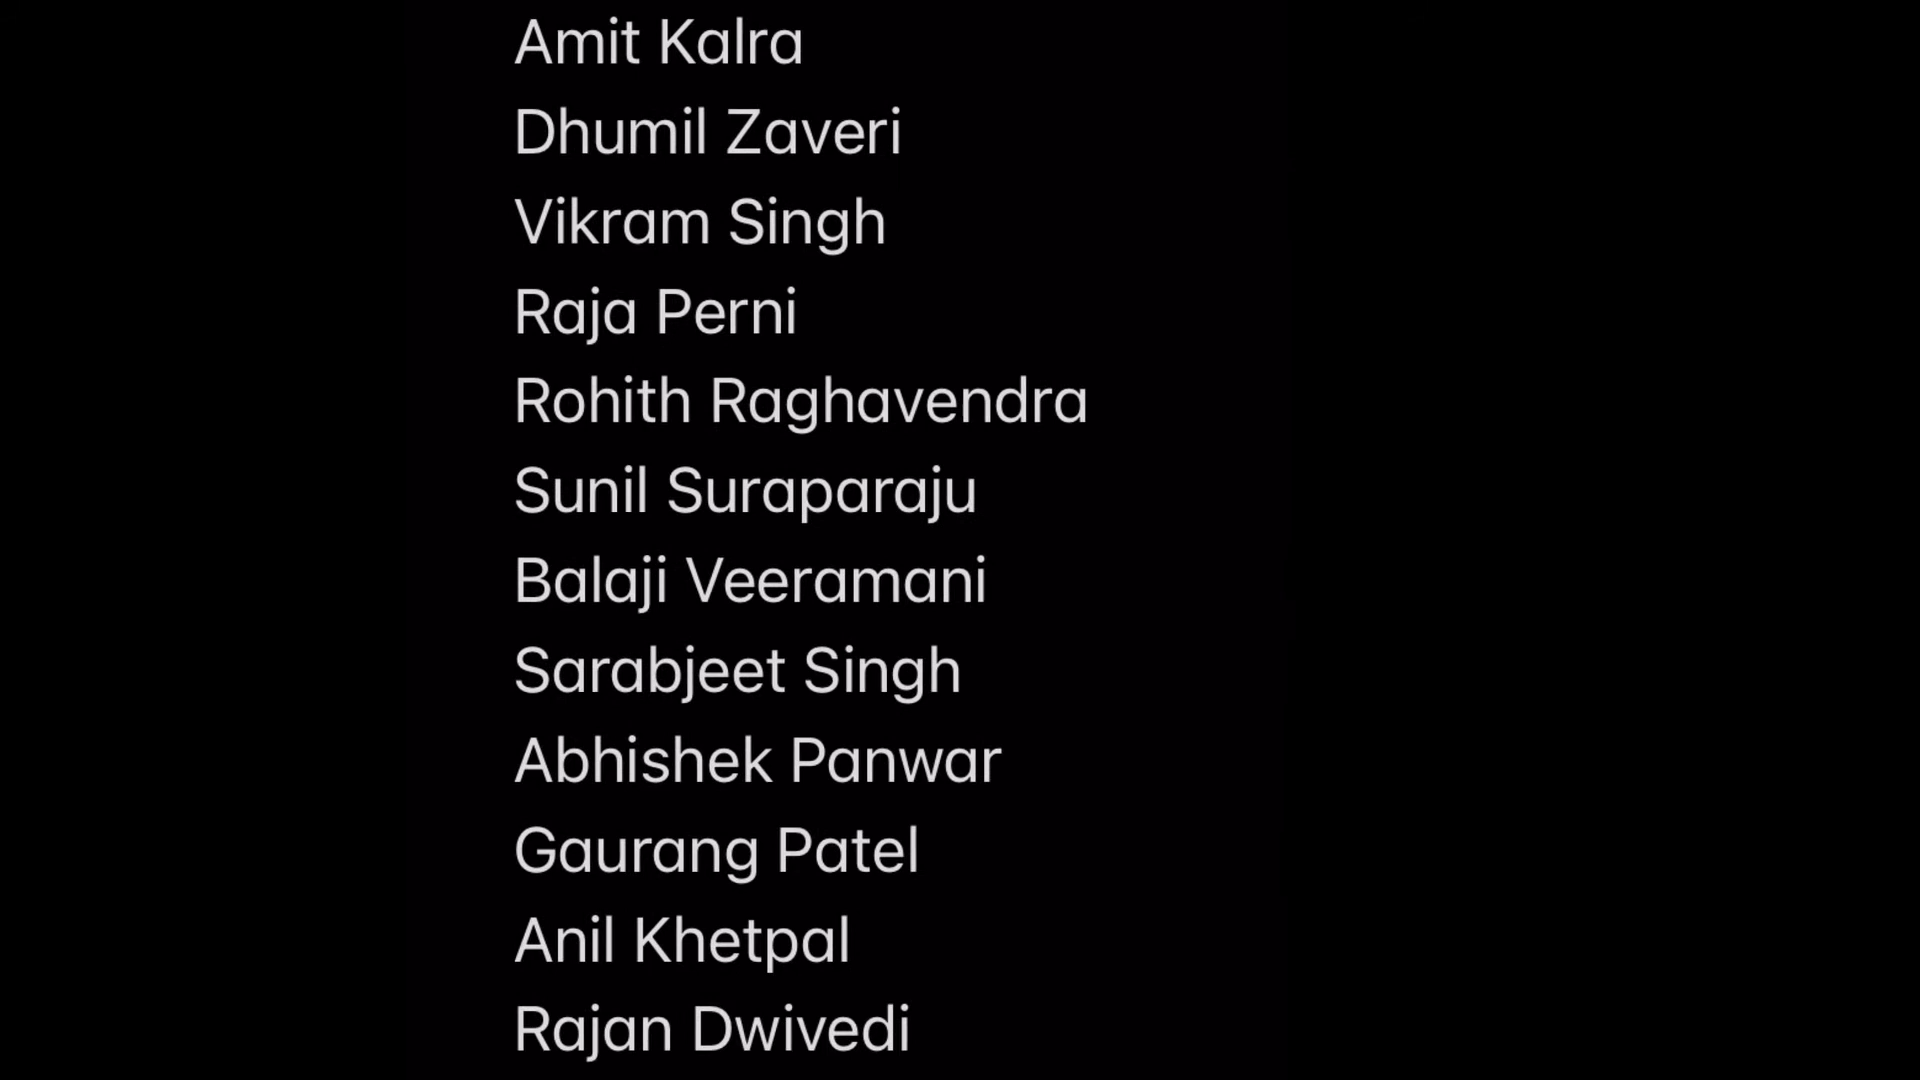 Amit Kalra
Dhumil Zaveri
Vikram Singh
Raja Perni
Rohith Raghavendra
Sunil Suraparaju
Balaji Veeramani
Sarabjeet Singh
Abhishek Panwar
Gaurang Patel
Anil Khetpal
Rajan Dwivedi